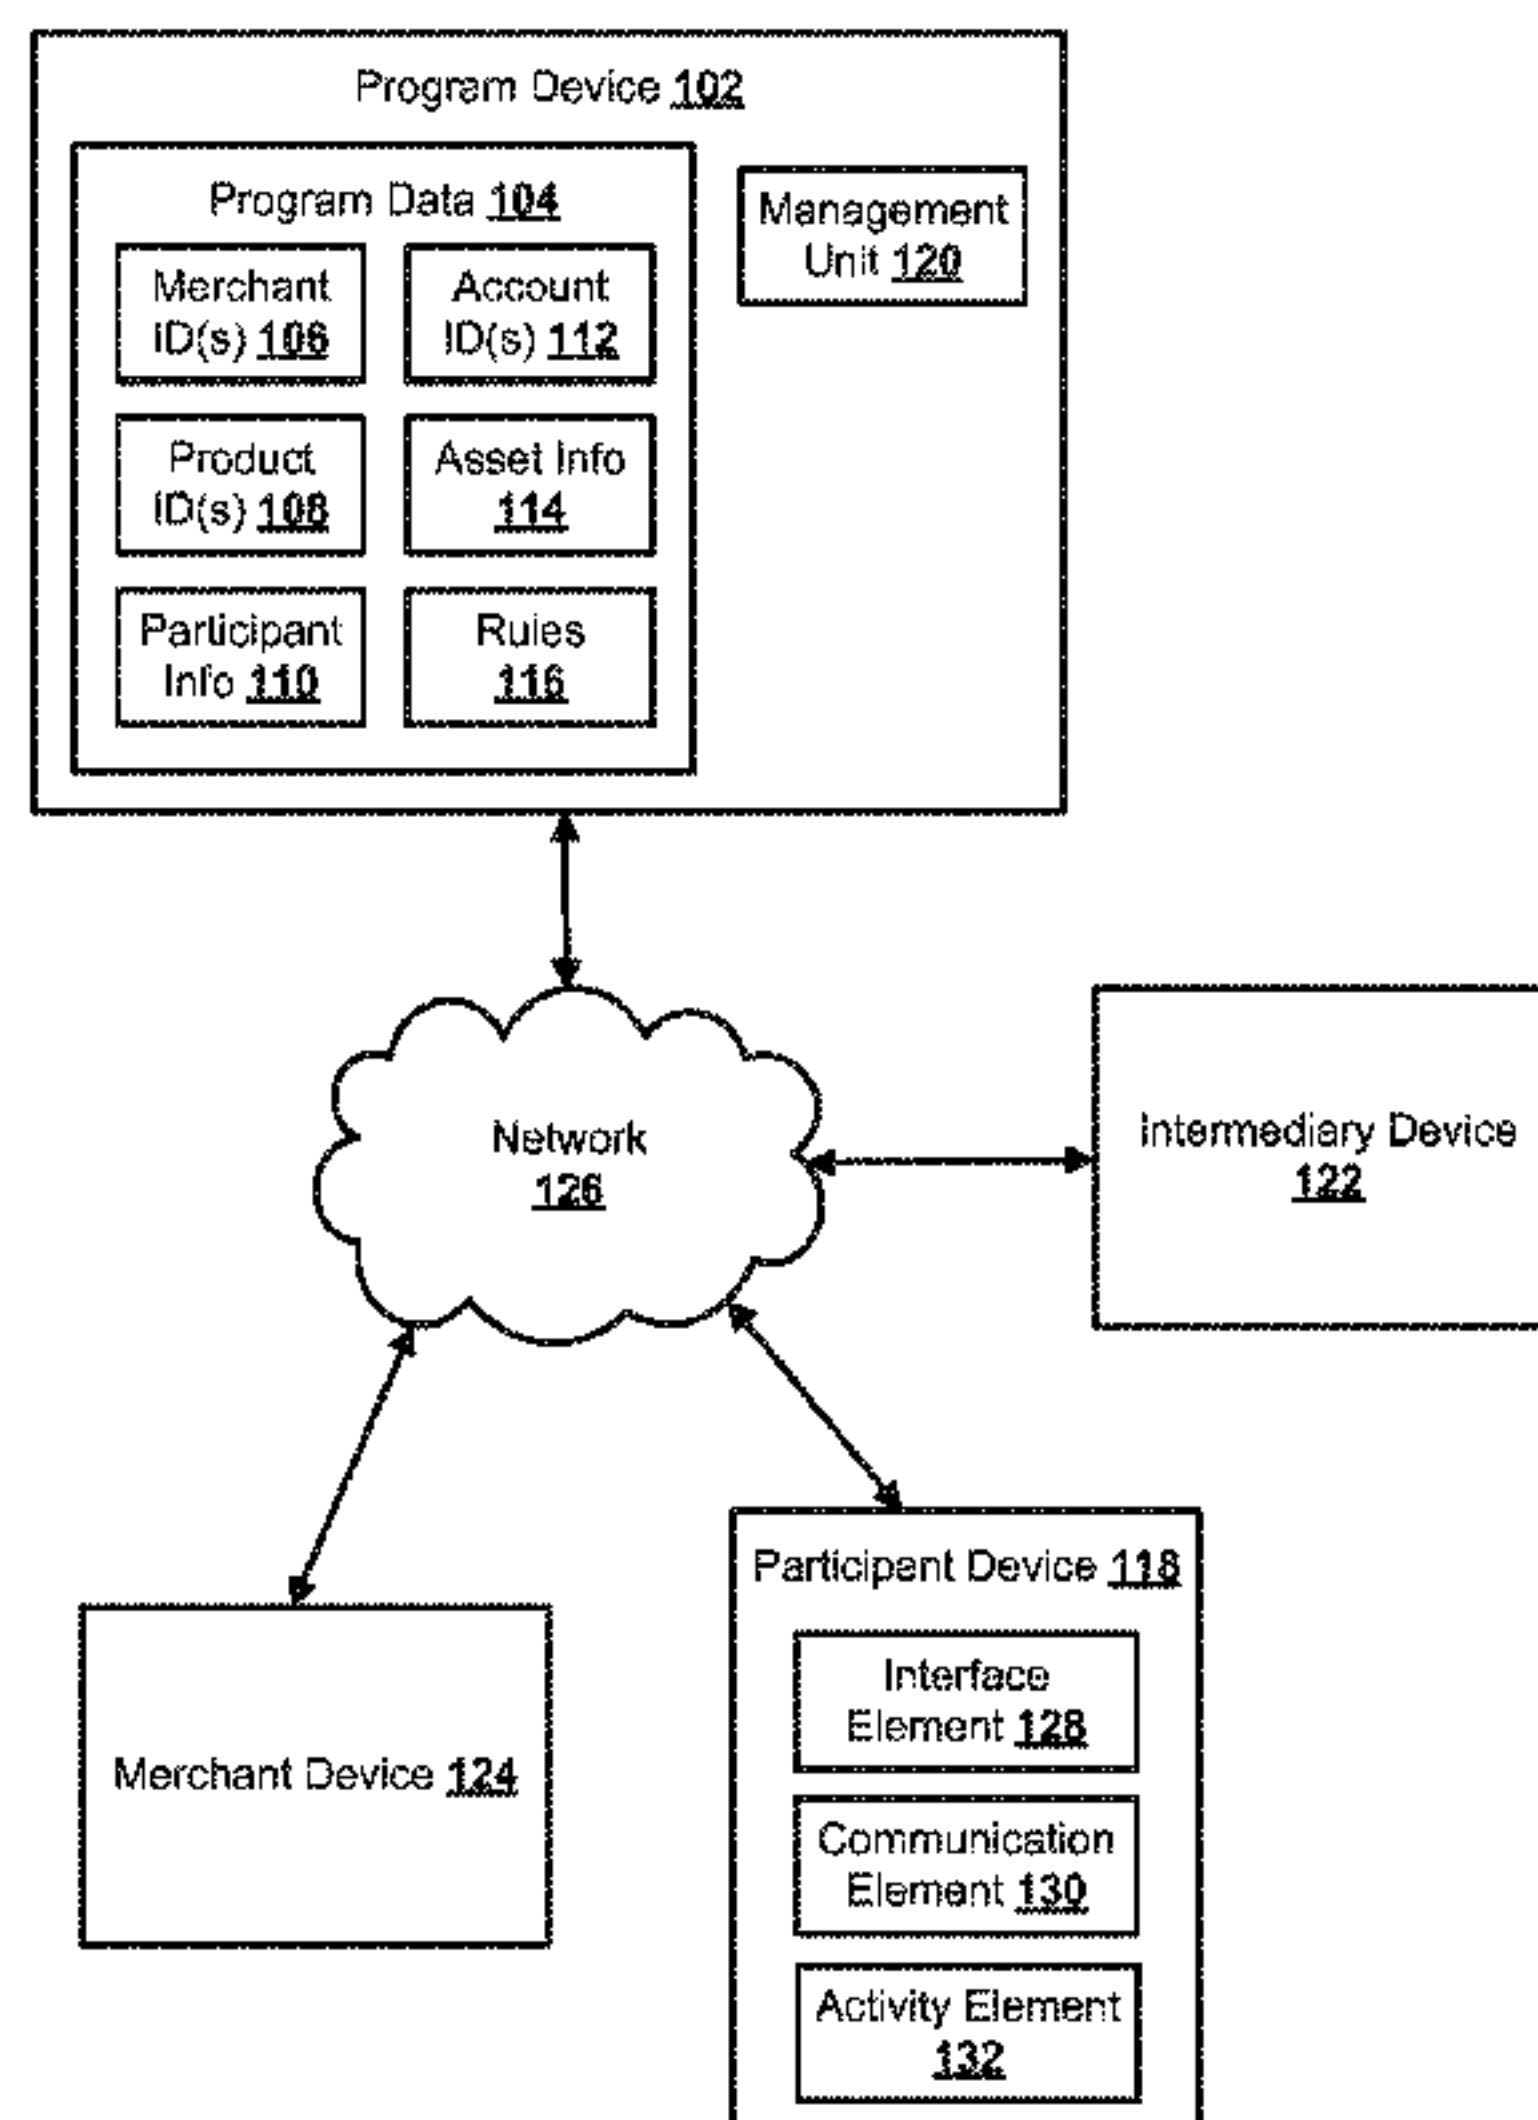 Program Device 102
Program Data 104
Management
Unit 120
Merchant
ID(s) 106
Account
ID(s) 112
Product
ID(s) 108
Asset Info
114
Participant
Info 110
Rules
116
Network
126
Intermediary Device
122
Participant Device 118
Interface
Element 128
Merchant Device 124
Communication
Element 130
Activity Element
132